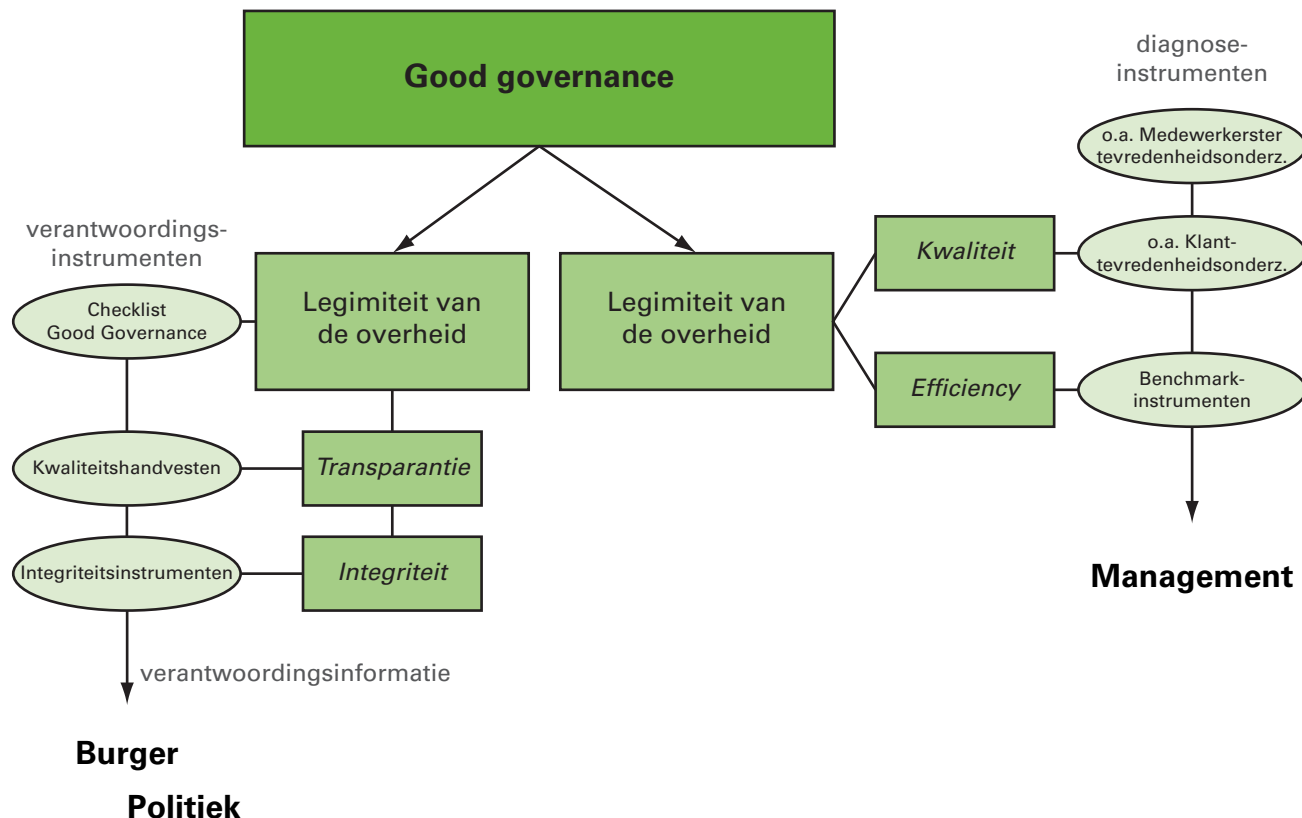 Good governance
diagnose-
instrumenten
o.a. Medewerkerster
tevredenheidsonderz.
verantwoordings-
instrumenten
Kwaliteit
o.a. Klant-
tevredenheidsonderz.
Checklist
Good Governance
Legimiteit van
de overheid
Legimiteit van
de overheid
Efficiency
Benchmark-
instrumenten
Kwaliteitshandvesten
Transparantie
Integriteitsinstrumenten
Integriteit
Management
verantwoordingsinformatie
Burger
Politiek